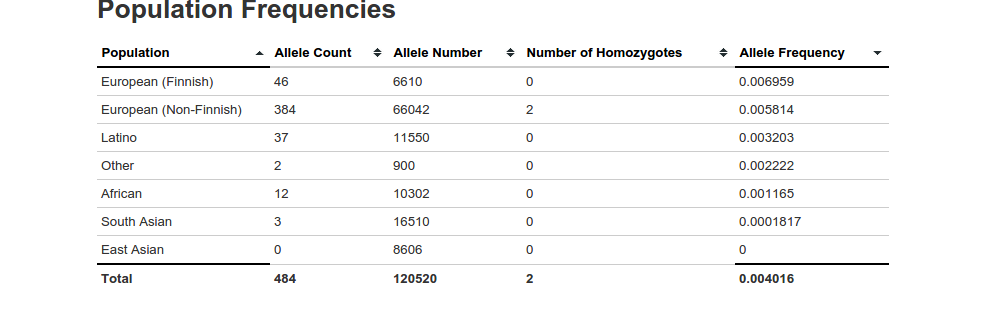 Population Frequencies
Population Allele Count Allele Number Number of Homozygotes Allele Frequency
European (Finnish) 46 6610 0 0.006959
European (Non-Finnish) 384 66042 2 0.005814
Latino 37 11550 0 0.003203
Other 2 900 0 0.002222
African 12 10302 0 0.001165
South Asian 3 16510 0 0.0001817
East Asian 0 8606 0 0
Total 484 120520 2 0.004016